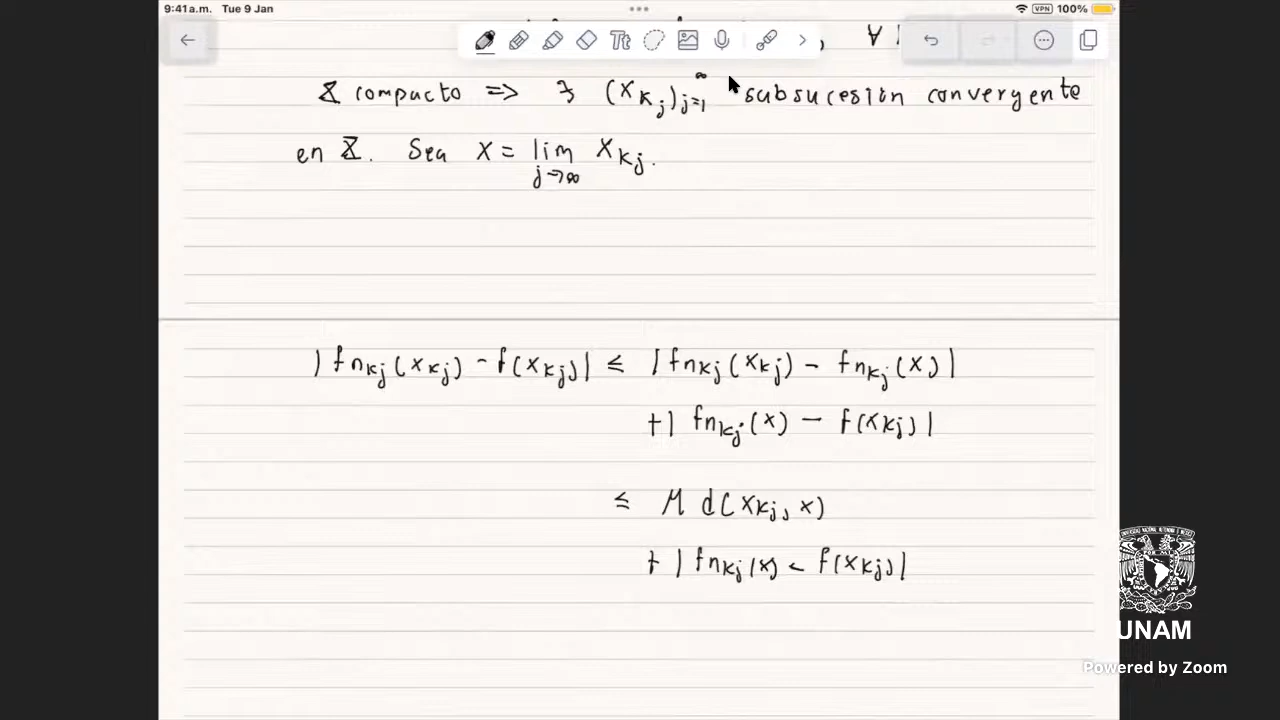 9:41 a.m. Tue 9 Jan
VPN 100%
, ∀
X compacto => ∃ (x_{k_j})_{j=1}^∞ subsucesión convergente
en X. Sea x = lim_{j→∞} x_{k_j}.
|f_{n_{k_j}}(x_{k_j}) - f(x_{k_j})| ≤ |f_{n_{k_j}}(x_{k_j}) - f_{n_{k_j}}(x)|
+| f_{n_{k_j}}(x) - f(x_{k_j})|
≤ M d(x_{k_j}, x)
+ | f_{n_{k_j}}(x) - f(x_{k_j})|
UNAM
Powered by Zoom